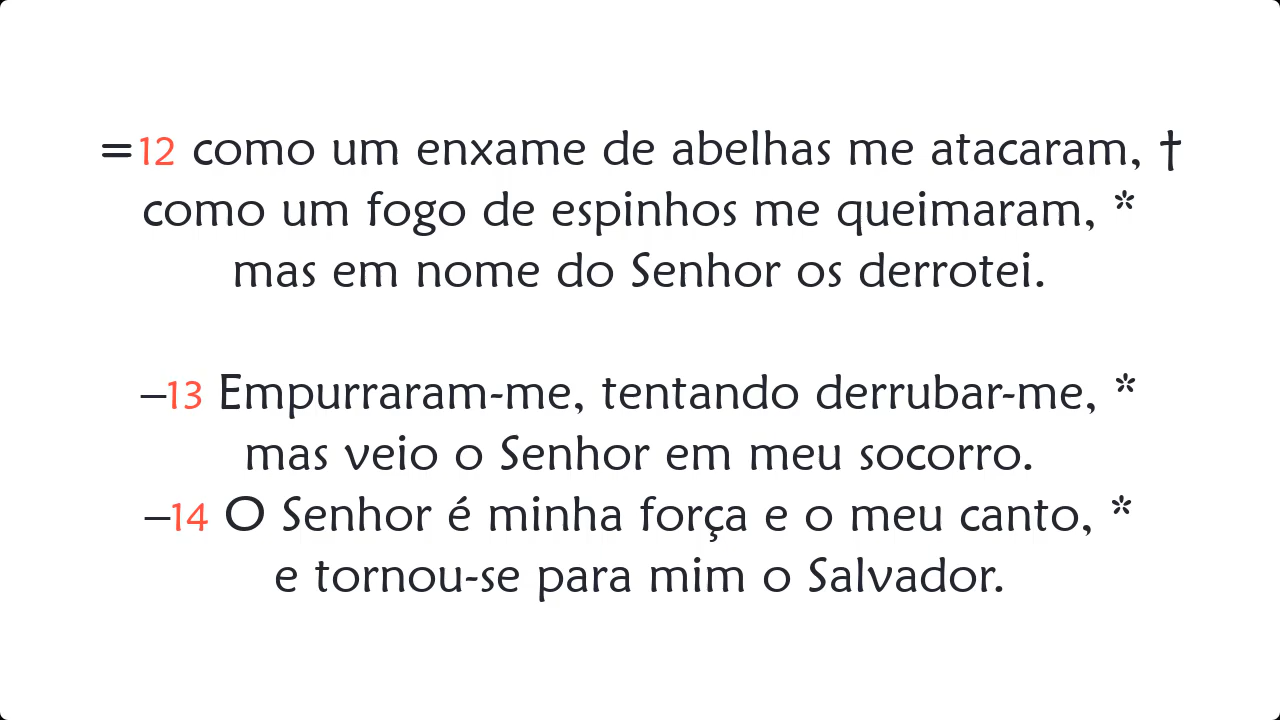 =12 como um enxame de abelhas me atacaram, †
como um fogo de espinhos me queimaram, *
mas em nome do Senhor os derrotei.
–13 Empurraram-me, tentando derrubar-me, *
mas veio o Senhor em meu socorro.
–14 O Senhor é minha força e o meu canto, *
e tornou-se para mim o Salvador.